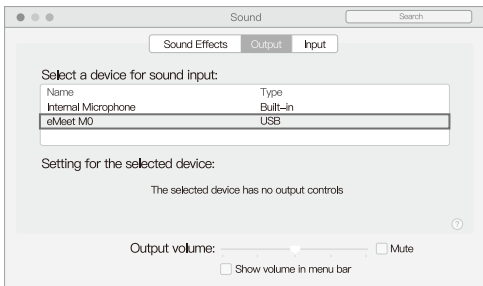 Sound
Search
Sound Effects Output Input
Select a device for sound input:
Name Type
Internal Microphone Built-in
eMeet M0 USB
Setting for the selected device:
The selected device has no output controls
?
Output volume: Mute
Show volume in menu bar